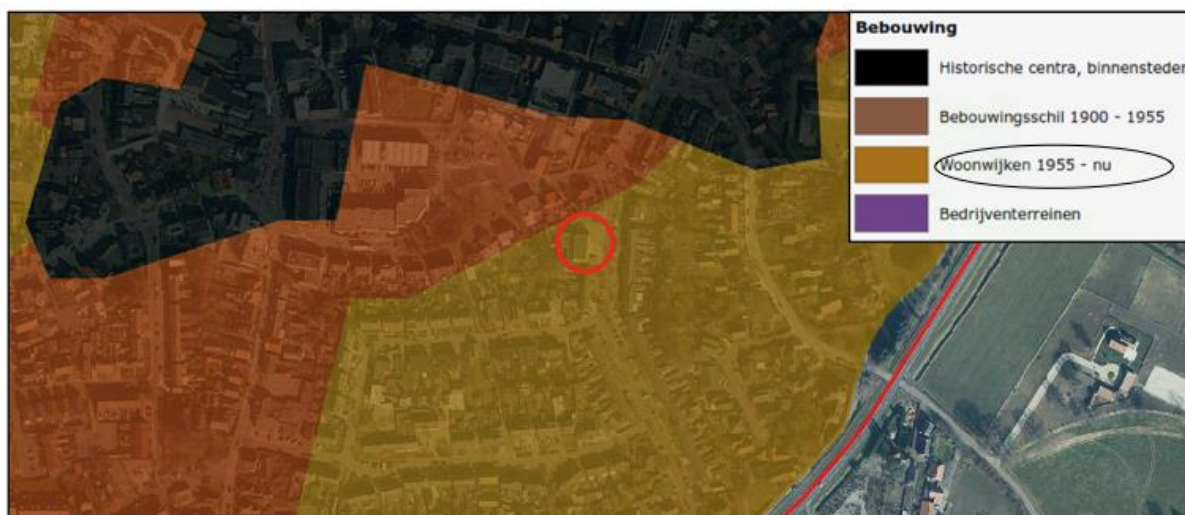 Bebouwing
Historische centra, binnensteden
Bebouwingsschil 1900 - 1955
Woonwijken 1955 - nu
Bedrijventerreinen